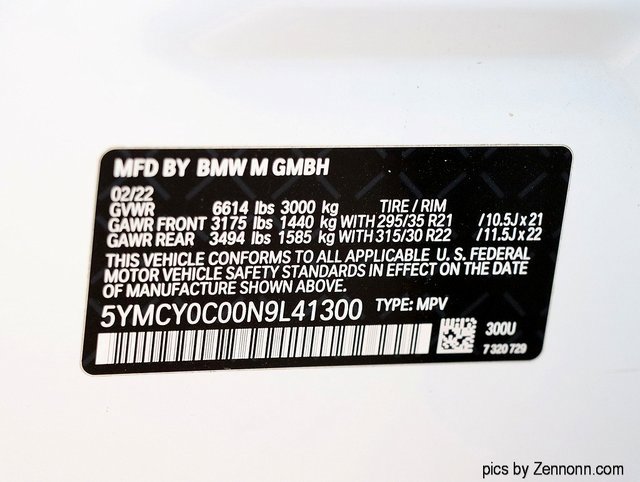 MFD BY BMW M GMBH
02/22
GVWR 6614 lbs 3000 kg TIRE / RIM
GAWR FRONT 3175 lbs 1440 kg WITH 295/35 R21 /10.5J x 21
GAWR REAR 3494 lbs 1585 kg WITH 315/30 R22 /11.5J x 22
THIS VEHICLE CONFORMS TO ALL APPLICABLE U. S. FEDERAL
MOTOR VEHICLE SAFETY STANDARDS IN EFFECT ON THE DATE
OF MANUFACTURE SHOWN ABOVE.
5YMCY0C00N9L41300 TYPE: MPV
300U
7 320 729
pics by Zennonn.com